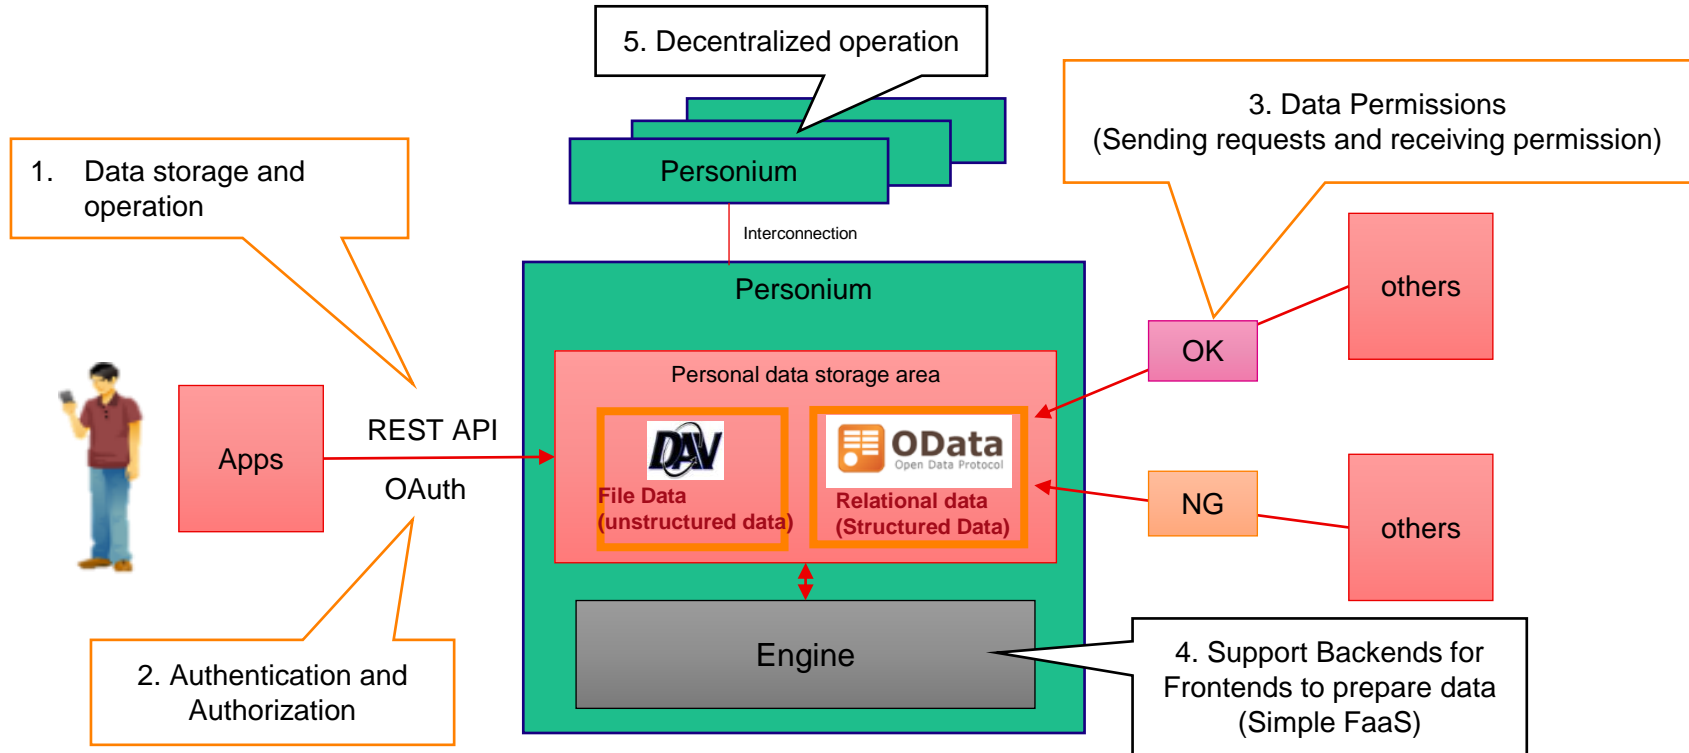 5. Decentralized operation
3. Data Permissions
(Sending requests and receiving permission)
1. Data storage and
operation
Personium
Interconnection
Personium
others
OK
Personal data storage area
REST API
Apps
OAuth
DAV
OData
Open Data Protocol
File Data
(unstructured data)
Relational data
(Structured Data)
NG
others
Engine
2. Authentication and
Authorization
4. Support Backends for
Frontends to prepare data
(Simple FaaS)